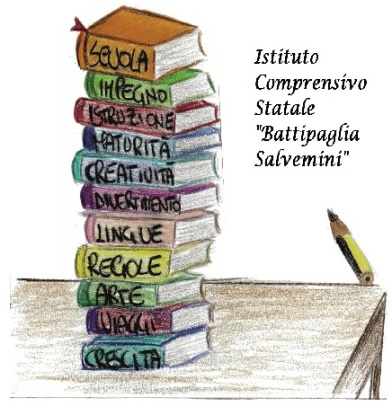 SCUOLA
IMPEGNO
ISTRUZIONE
MATURITÀ
CREATIVITÀ
DIVERTIMENTO
LINGUE
REGOLE
ARTE
VIAGGI
CRESCITA
Istituto
Comprensivo
Statale
"Battipaglia
Salvemini"